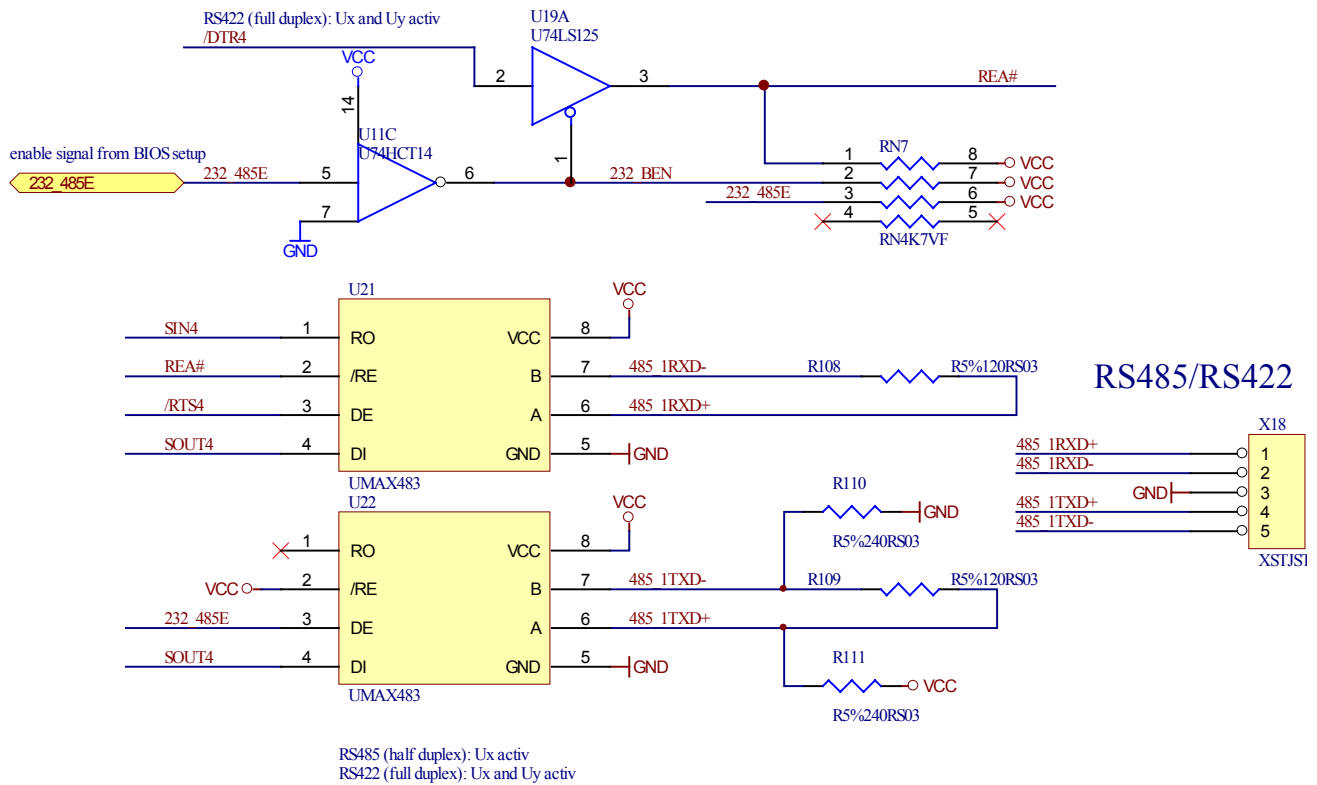 RS422 (full duplex): Ux and Uy activ
/DTR4
U19A
U74LS125
VCC
2
3
REA#
14
U11C
U74HCT14
1
enable signal from BIOS setup
232_485E
232_485E
5
6
7
GND
232_BEN
232_485E
RN7
1
8
VCC
2
7
VCC
3
6
VCC
4
5
RN4K7VF
U21
VCC
SIN4
1
RO
VCC
8
REA#
2
/RE
B
7
485_1RXD-
R108
R5%120RS03
/RTS4
3
DE
A
6
485_1RXD+
SOUT4
4
DI
GND
5
GND
UMAX483
RS485/RS422
X18
485_1RXD+
1
485_1RXD-
2
GND
3
485_1TXD+
4
485_1TXD-
5
XSTJS1
U22
VCC
R110
GND
R5%240RS03
1
RO
VCC
8
VCC
2
/RE
B
7
485_1TXD-
R109
R5%120RS03
232_485E
3
DE
A
6
485_1TXD+
SOUT4
4
DI
GND
5
GND
UMAX483
R111
VCC
R5%240RS03
RS485 (half duplex): Ux activ
RS422 (full duplex): Ux and Uy activ